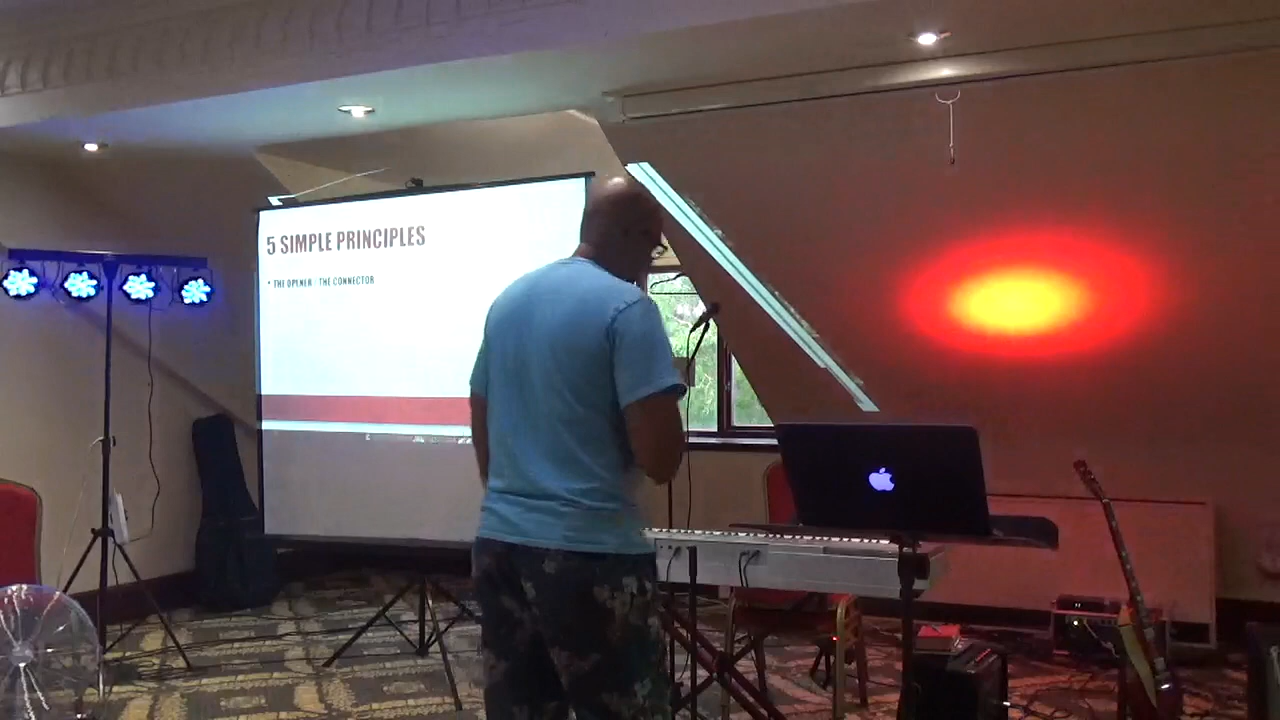 5 SIMPLE PRINCIPLES
• THE OPENER / THE CONNECTOR